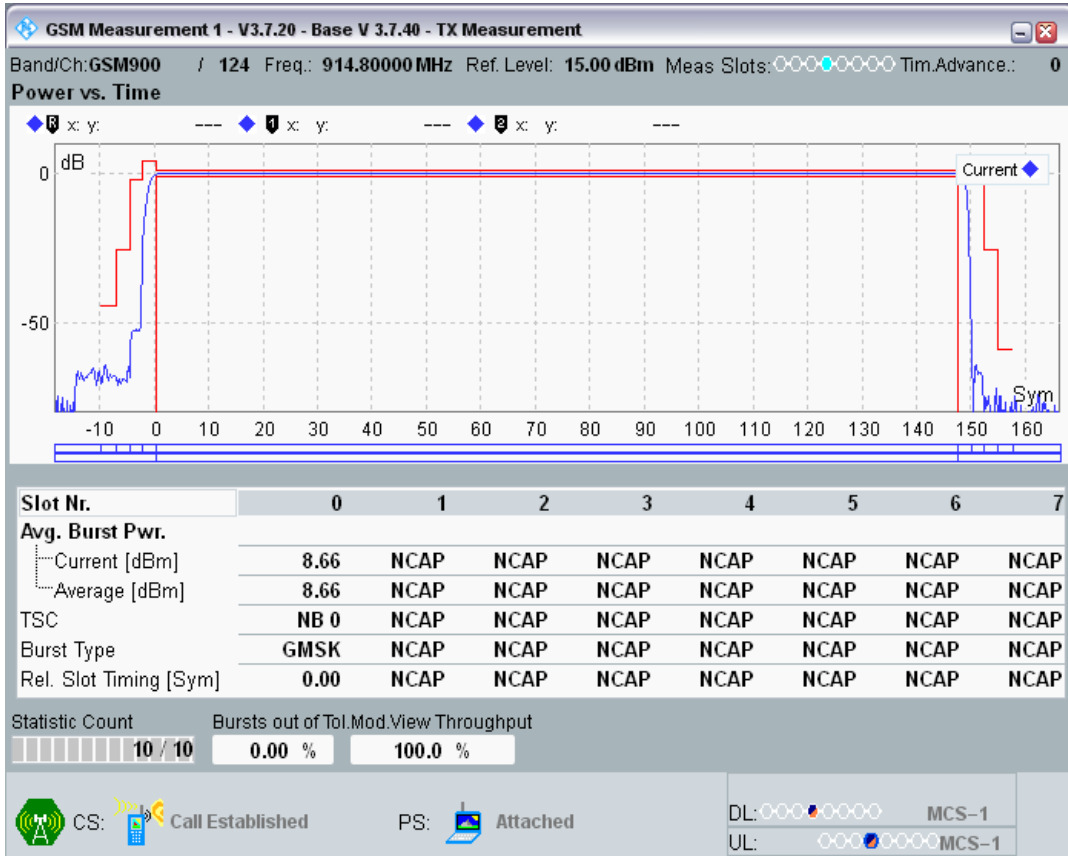 GSM Measurement 1 - V3.7.20 - Base V 3.7.40 - TX Measurement
Band/Ch:GSM900 / 124 Freq.: 914.80000 MHz Ref. Level: 15.00 dBm Meas Slots: Tim.Advance.: 0
Power vs. Time
R x: y: --- 1 x: y: --- 2 x: y: ---
dB
Current
0
-50
Sym
-10 0 10 20 30 40 50 60 70 80 90 100 110 120 130 140 150 160
Slot Nr. 0 1 2 3 4 5 6 7
Avg. Burst Pwr.
Current [dBm] 8.66 NCAP NCAP NCAP NCAP NCAP NCAP NCAP
Average [dBm] 8.66 NCAP NCAP NCAP NCAP NCAP NCAP NCAP
TSC NB 0 NCAP NCAP NCAP NCAP NCAP NCAP NCAP
Burst Type GMSK NCAP NCAP NCAP NCAP NCAP NCAP NCAP
Rel. Slot Timing [Sym] 0.00 NCAP NCAP NCAP NCAP NCAP NCAP NCAP
Statistic Count Bursts out of Tol.Mod.View Throughput
10 / 10 0.00 % 100.0 %
CS: Call Established PS: Attached
DL: MCS-1
UL: MCS-1